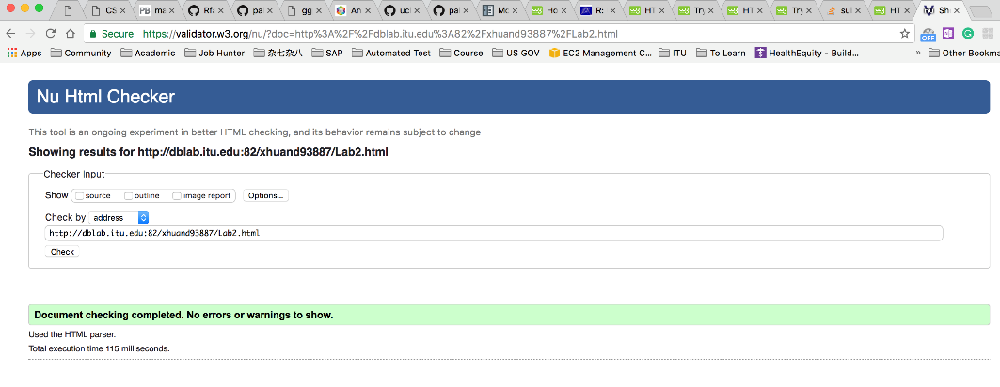 CS
PB ma
Rfa
pa
gg
An
ucl
pal
Mo
Ho
R:
HT
Try
HT
Try
sul
HT
Sh
Secure https://validator.w3.org/nu/?doc=http%3A%2F%2Fdblab.itu.edu%3A82%2Fxhuand93887%2FLab2.html
OFF
Apps Community Academic Job Hunter 杂七杂八 SAP Automated Test Course US GOV EC2 Management C... ITU To Learn HealthEquity - Build... » Other Bookma
Nu Html Checker
This tool is an ongoing experiment in better HTML checking, and its behavior remains subject to change
Showing results for http://dblab.itu.edu:82/xhuand93887/Lab2.html
Checker Input
Show source outline image report Options...
Check by address
http://dblab.itu.edu:82/xhuand93887/Lab2.html
Check
Document checking completed. No errors or warnings to show.
Used the HTML parser.
Total execution time 115 milliseconds.